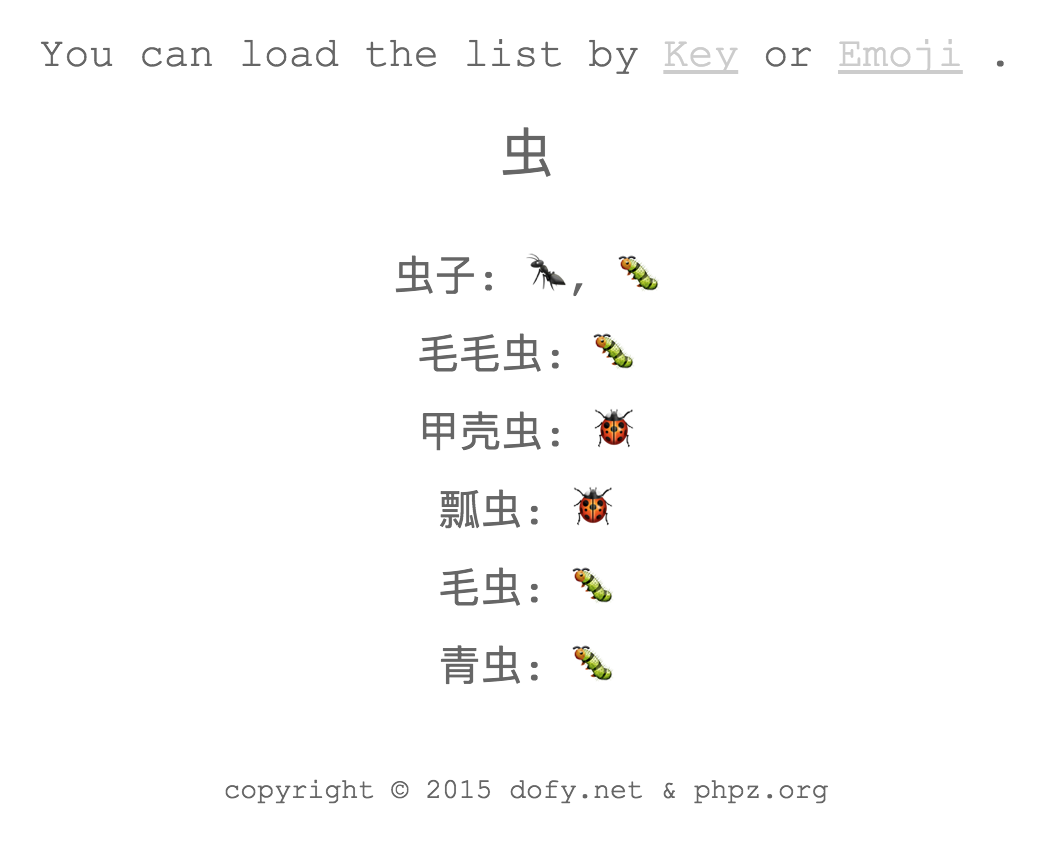 You can load the list by Key or Emoji .
虫
虫子: 🐜, 🐛
毛毛虫: 🐛
甲壳虫: 🐞
瓢虫: 🐞
毛虫: 🐛
青虫: 🐛
copyright © 2015 dofy.net & phpz.org